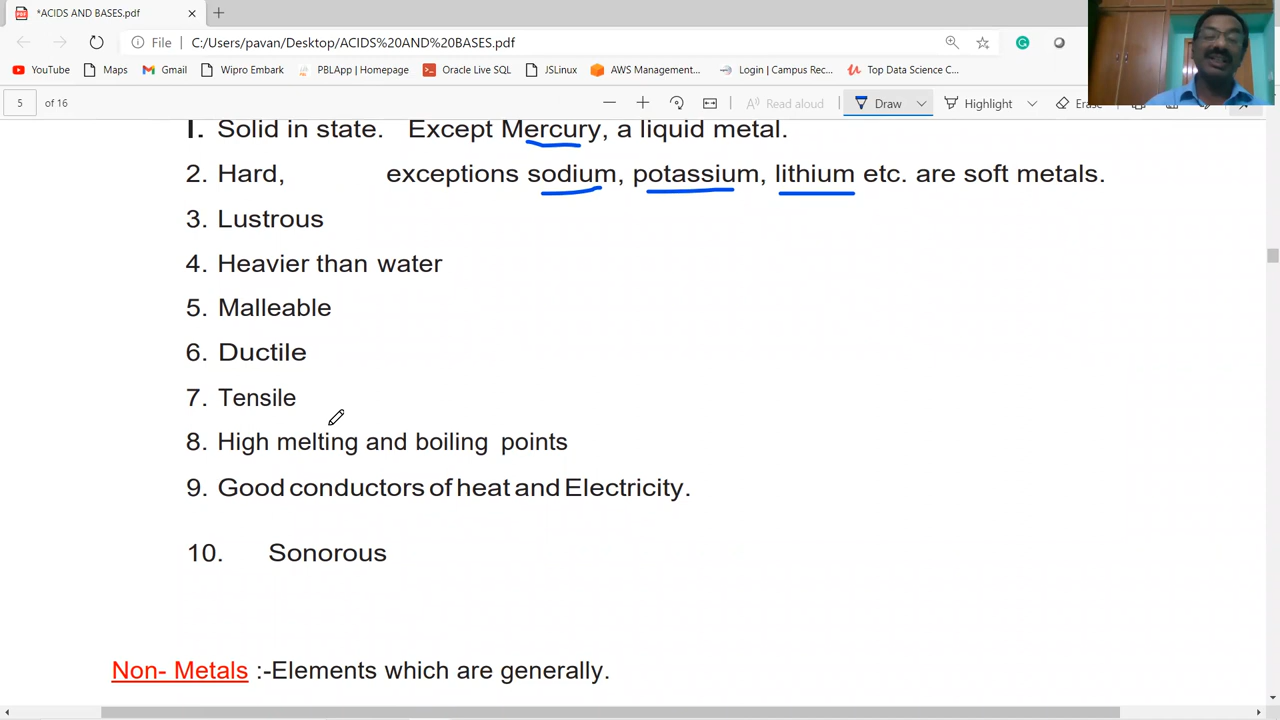 *ACIDS AND BASES.pdf
File C:/Users/pavan/Desktop/ACIDS%20AND%20BASES.pdf
YouTube Maps Gmail Wipro Embark PBLApp | Homepage Oracle Live SQL JSLinux AWS Management... Login | Campus Rec... Top Data Science C...
5 of 16 Read aloud Draw Highlight Erase
1. Solid in state. Except Mercury, a liquid metal.
2. Hard, exceptions sodium, potassium, lithium etc. are soft metals.
3. Lustrous
4. Heavier than water
5. Malleable
6. Ductile
7. Tensile
8. High melting and boiling points
9. Good conductors of heat and Electricity.
10. Sonorous
Non- Metals :-Elements which are generally.